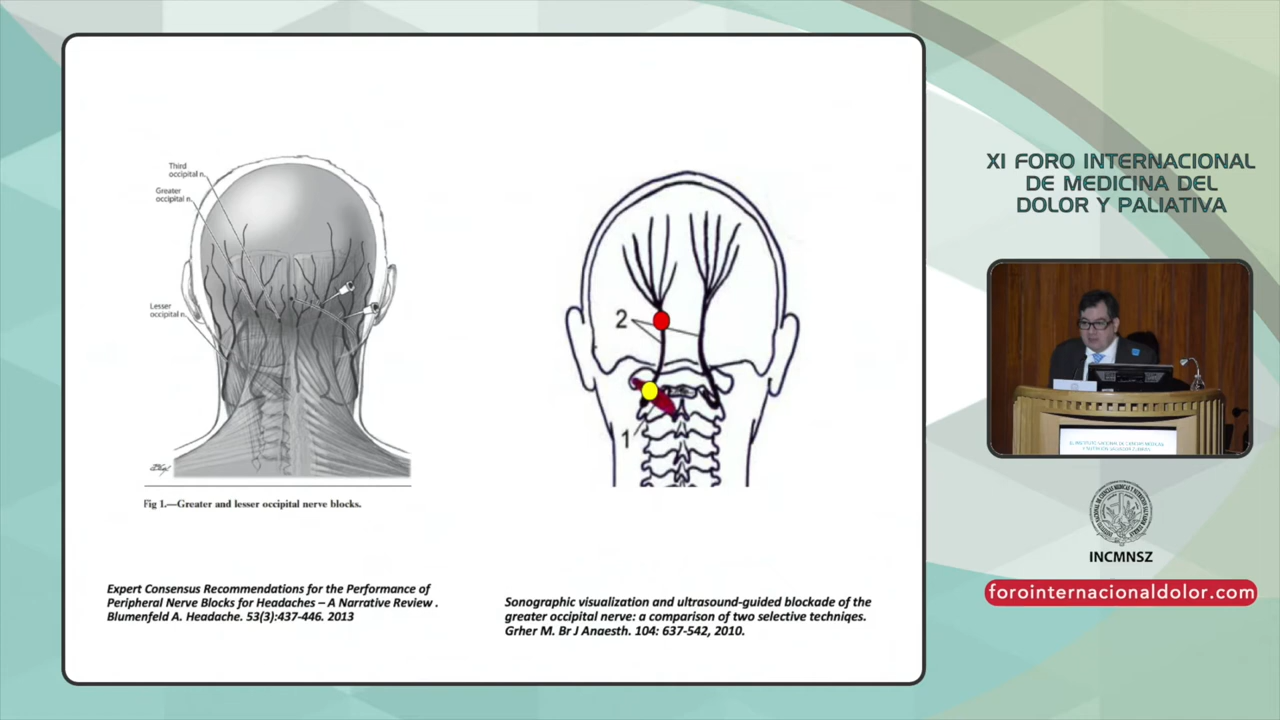 Third
occipital n.
Greater
occipital n.
Lesser
occipital n.
Fig 1.—Greater and lesser occipital nerve blocks.
2
1
Expert Consensus Recommendations for the Performance of
Peripheral Nerve Blocks for Headaches – A Narrative Review .
Blumenfeld A. Headache. 53(3):437-446. 2013
Sonographic visualization and ultrasound-guided blockade of the
greater occipital nerve: a comparison of two selective techniqes.
Grher M. Br J Anaesth. 104: 637-542, 2010.
XI FORO INTERNACIONAL
DE MEDICINA DEL
DOLOR Y PALIATIVA
INCMNSZ
forointernacionaldolor.com